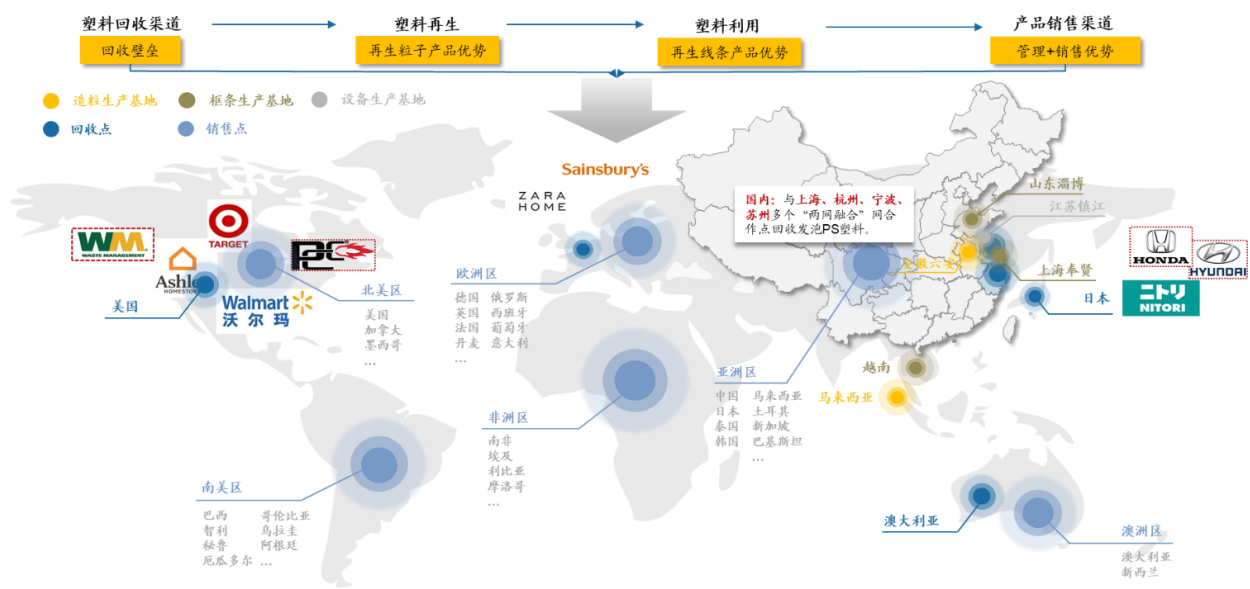 塑料回收渠道
塑料再生
塑料利用
产品销售渠道
回收壁垒
再生粒子产品优势
再生线条产品优势
管理+销售优势
造粒生产基地
框条生产基地
设备生产基地
回收点
销售点
Sainsbury's
ZARA
HOME
TARGET
WM
WASTE MANAGEMENT
PCC
Ashle
HOMESTO
Walmart
沃尔玛
美国
北美区
美国
加拿大
墨西哥
...
欧洲区
德国 俄罗斯
英国 西班牙
法国 葡萄牙
丹麦 意大利
...
国内：与上海、杭州、宁波、
苏州多个“两网融合”网合
作点回收发泡PS塑料。
山东淄博
江苏镇江
安徽六安
上海奉贤
日本
HONDA
HYUNDAI
ニトリ
NITORI
越南
马来西亚
亚洲区
中国 马来西亚
日本 土耳其
泰国 新加坡
韩国 巴基斯坦
...
非洲区
南非
埃及
利比亚
摩洛哥
...
南美区
巴西 哥伦比亚
智利 乌拉圭
秘鲁 阿根廷
厄瓜多尔 ...
澳大利亚
澳洲区
澳大利亚
新西兰